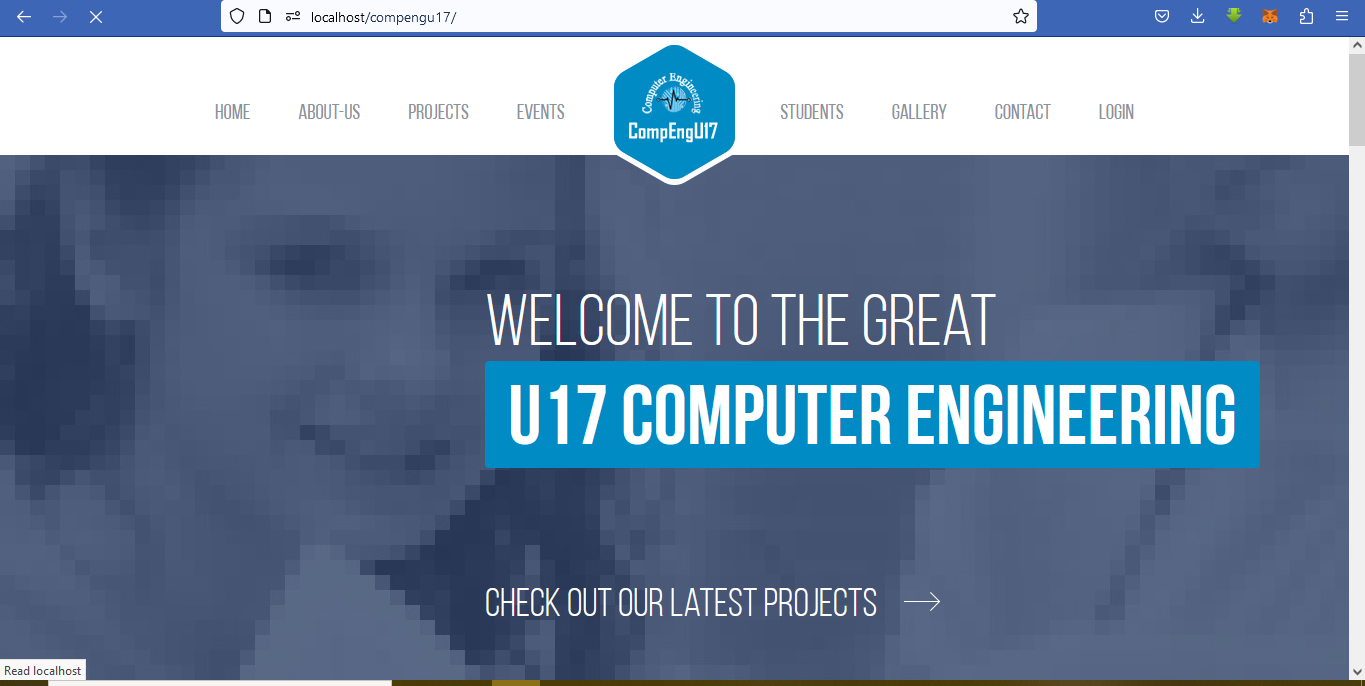 localhost/compengu17/
HOME
ABOUT-US
PROJECTS
EVENTS
Computer Engineering
CompEngU17
STUDENTS
GALLERY
CONTACT
LOGIN
WELCOME TO THE GREAT
U17 COMPUTER ENGINEERING
CHECK OUT OUR LATEST PROJECTS
Read localhost